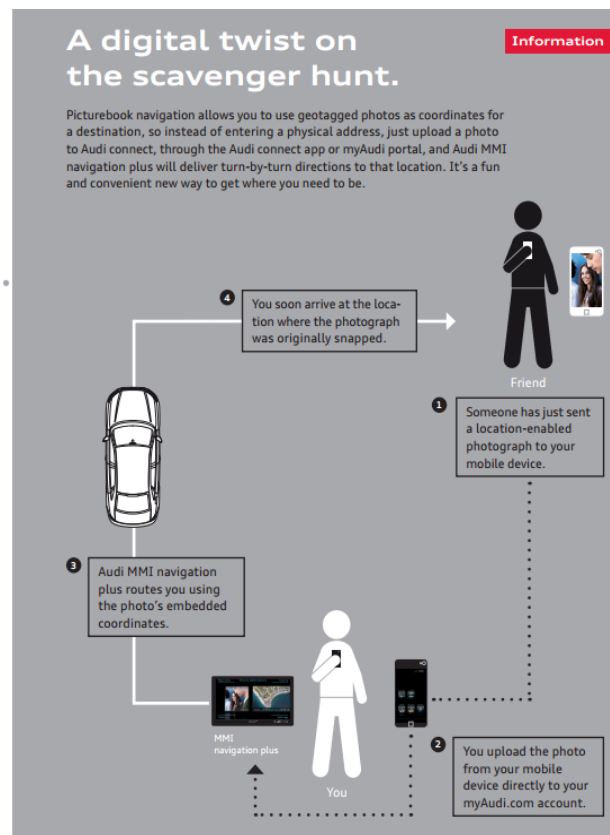 A digital twist on
the scavenger hunt.
Information
Picturebook navigation allows you to use geotagged photos as coordinates for
a destination, so instead of entering a physical address, just upload a photo
to Audi connect, through the Audi connect app or myAudi portal, and Audi MMI
navigation plus will deliver turn-by-turn directions to that location. It’s a fun
and convenient new way to get where you need to be.
Friend
1
Someone has just sent
a location-enabled
photograph to your
mobile device.
4
You soon arrive at the loca-
tion where the photograph
was originally snapped.
3
Audi MMI navigation
plus routes you using
the photo’s embedded
coordinates.
MMI
navigation plus
You
2
You upload the photo
from your mobile
device directly to your
myAudi.com account.